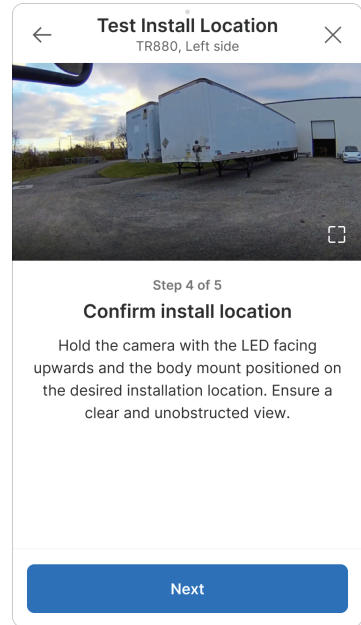 Test Install Location
TR880, Left side
Step 4 of 5
Confirm install location
Hold the camera with the LED facing
upwards and the body mount positioned on
the desired installation location. Ensure a
clear and unobstructed view.
Next